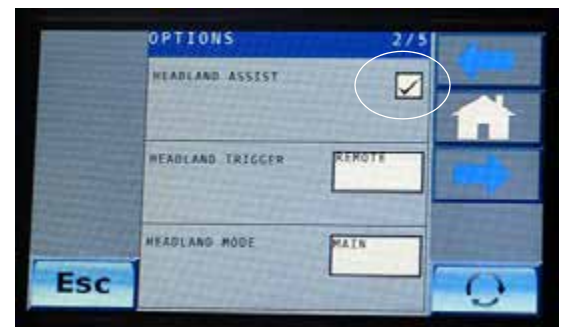 OPTIONS 2/5
HEADLAND ASSIST
HEADLAND TRIGGER REMOTE
HEADLAND MODE MAIN
Esc